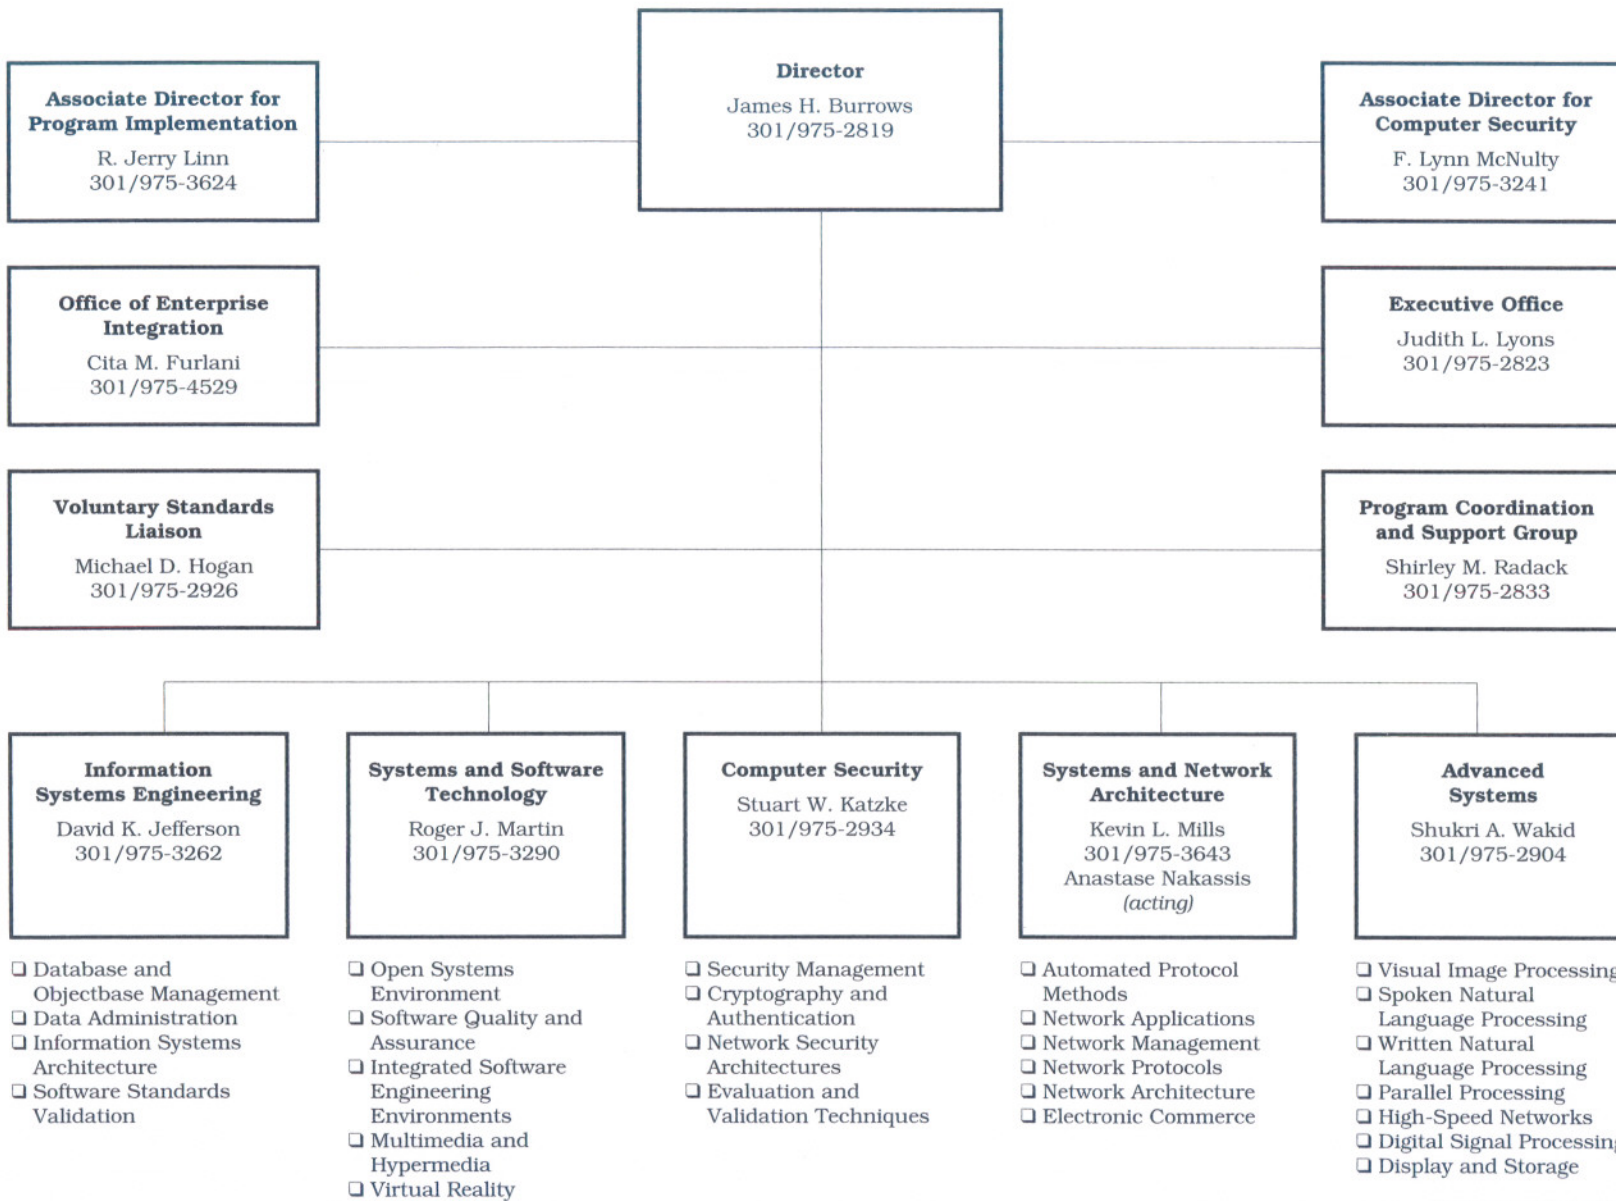 Director
James H. Burrows
301/975-2819
Associate Director for
Program Implementation
R. Jerry Linn
301/975-3624
Associate Director for
Computer Security
F. Lynn McNulty
301/975-3241
Office of Enterprise
Integration
Cita M. Furlani
301/975-4529
Executive Office
Judith L. Lyons
301/975-2823
Voluntary Standards
Liaison
Michael D. Hogan
301/975-2926
Program Coordination
and Support Group
Shirley M. Radack
301/975-2833
Information
Systems Engineering
David K. Jefferson
301/975-3262
❑ Database and
Objectbase Management
❑ Data Administration
❑ Information Systems
Architecture
❑ Software Standards
Validation
Systems and Software
Technology
Roger J. Martin
301/975-3290
❑ Open Systems
Environment
❑ Software Quality and
Assurance
❑ Integrated Software
Engineering
Environments
❑ Multimedia and
Hypermedia
❑ Virtual Reality
Computer Security
Stuart W. Katzke
301/975-2934
❑ Security Management
❑ Cryptography and
Authentication
❑ Network Security
Architectures
❑ Evaluation and
Validation Techniques
Systems and Network
Architecture
Kevin L. Mills
301/975-3643
Anastase Nakassis
(acting)
❑ Automated Protocol
Methods
❑ Network Applications
❑ Network Management
❑ Network Protocols
❑ Network Architecture
❑ Electronic Commerce
Advanced
Systems
Shukri A. Wakid
301/975-2904
❑ Visual Image Processing
❑ Spoken Natural
Language Processing
❑ Written Natural
Language Processing
❑ Parallel Processing
❑ High-Speed Networks
❑ Digital Signal Processing
❑ Display and Storage